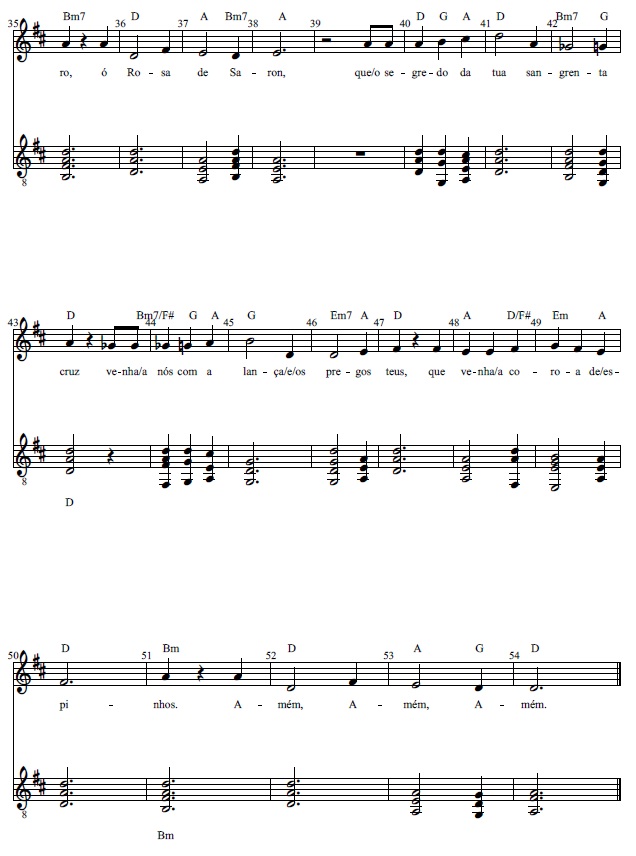 Bm7 D A Bm7 A D G A D Bm7 G
35 36 37 38 39 40 41 42
ro, ó Ro - sa de Sa - ron, que/o se - gre - do da tua san - gren - ta
8
D Bm7/F# G A G Em7 A D A D/F# Em A
43 44 45 46 47 48 49
cruz ve-nha/a nós com a lan - ça/e/os pre - gos teus, que ve-nha/a co - ro - a de/es-
8
D
D Bm D A G D
50 51 52 53 54
pi - nhos. A - mém, A - mém, A - mém.
8
Bm